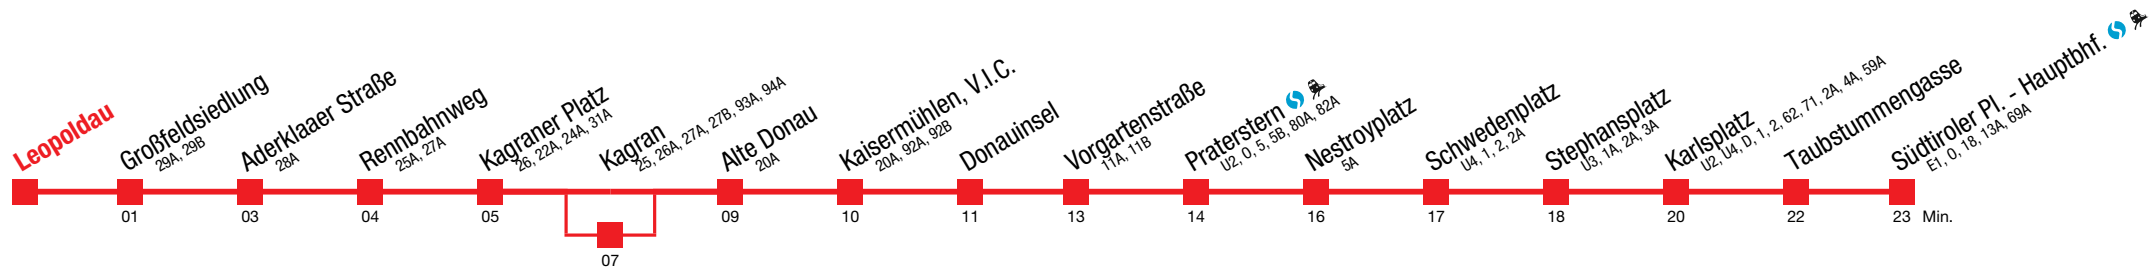 Leopoldau
Großfeldsiedlung
29A, 29B
Aderklaaer Straße
28A
Rennbahnweg
25A, 27A
Kagraner Platz
26, 22A, 24A, 31A
Kagran
25, 26A, 27A, 27B, 93A, 94A
Alte Donau
20A
Kaisermühlen, V.I.C.
20A, 92A, 92B
Donauinsel
Vorgartenstraße
11A, 11B
Praterstern
U2, O, 5, 5B, 80A, 82A
Nestroyplatz
5A
Schwedenplatz
U4, 1, 2, 2A
Stephansplatz
U3, 1A, 2A, 3A
Karlsplatz
U2, U4, D, 1, 2, 62, 71, 2A, 4A, 59A
Taubstummengasse
Südtiroler Pl. - Hauptbhf.
E1, O, 18, 13A, 69A
01 03 04 05 07 09 10 11 13 14 16 17 18 20 22 23 Min.